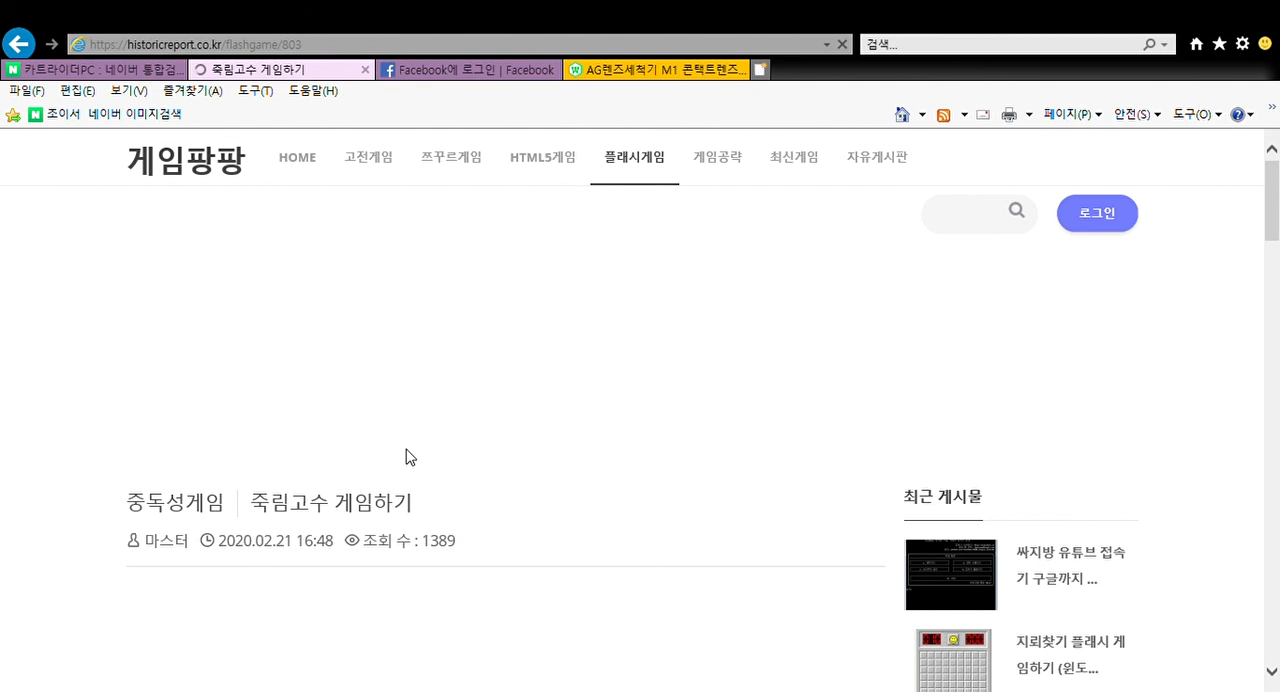 https://historicreport.co.kr/flashgame/803
검색...
카트라이더PC : 네이버 통합검...
죽림고수 게임하기
Facebook에 로그인 | Facebook
AG렌즈세척기 M1 콘택트렌즈...
파일(F) 편집(E) 보기(V) 즐겨찾기(A) 도구(T) 도움말(H)
조이서 네이버 이미지검색
페이지(P) 안전(S) 도구(O)
게임팡팡
HOME 고전게임 쯔꾸르게임 HTML5게임 플래시게임 게임공략 최신게임 자유게시판
로그인
중독성게임 죽림고수 게임하기
마스터 2020.02.21 16:48 조회 수 : 1389
최근 게시물
싸지방 유튜브 접속
기 구글까지 ...
지뢰찾기 플래시 게
임하기 (윈도...